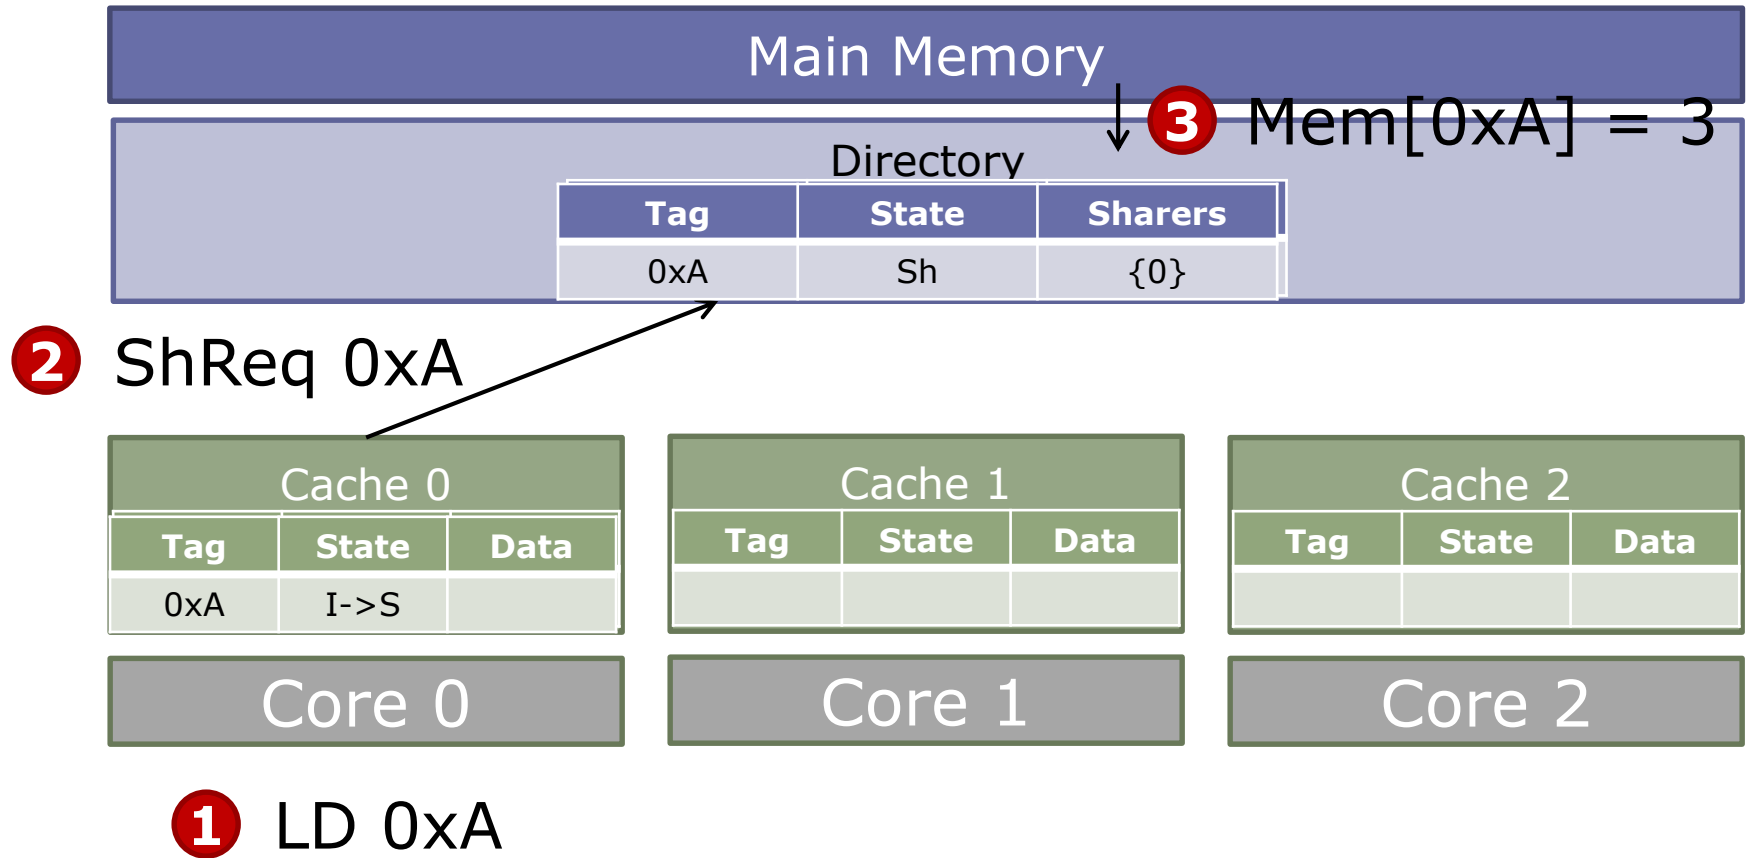 Main Memory
3 Mem[0xA] = 3
Directory
Tag State Sharers
0xA Sh {0}
2 ShReq 0xA
Cache 0
Tag State Data
0xA I->S
Core 0
Cache 1
Tag State Data
Core 1
Cache 2
Tag State Data
Core 2
1 LD 0xA